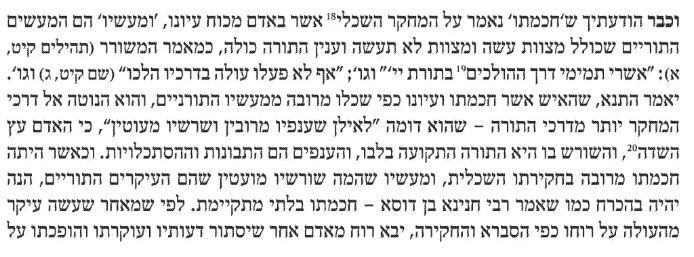 וכבר הודעתיך ש'חכמתו' נאמר על המחקר השכלי18 אשר באדם מכוח עיונו, 'ומעשיו' הם המעשים
התוריים שכולל מצוות עשה ומצוות לא תעשה וענין התורה כולה, כמאמר המשורר (תהילים קיט,
א): "אשרי תמימי דרך ההולכים19 בתורת יי'" וגו'; "אף לא פעלו עולה בדרכיו הלכו" (שם קיט, ג) וגו'.
יאמר התנא, שהאיש אשר חכמתו ועיונו כפי שכלו מרובה ממעשיו התורניים, והוא הנוטה אל דרכי
המחקר יותר מדרכי התורה – שהוא דומה "לאילן שענפיו מרובין ושרשיו מועטין", כי האדם עץ
השדה20, והשורש בו היא התורה התקועה בלבו, והענפים הם התבונות וההסתכלויות. וכאשר היתה
חכמתו מרובה בחקירתו השכלית, ומעשיו שהמה שורשיו מועטין שהם העיקרים התוריים, הנה
יהיה בהכרח כמו שאמר רבי חנינא בן דוסא – חכמתו בלתי מתקיימת. לפי שמאחר שעשה עיקר
מהעולה על רוחו כפי הסברא והחקירה, יבא רוח מאדם אחר שיסתור דעותיו ועוקרתו והופכתו על